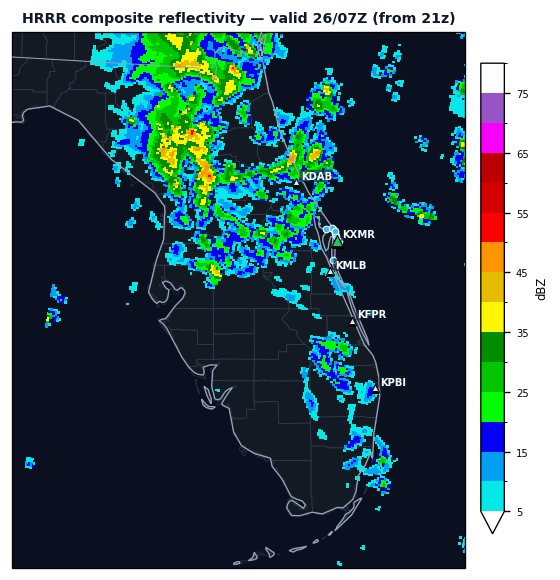 HRRR composite reflectivity — valid 26/07Z (from 21z)
KDAB
KXMR
KMLB
KFPR
KPBI
75
65
55
45
35
25
15
5
dBZ